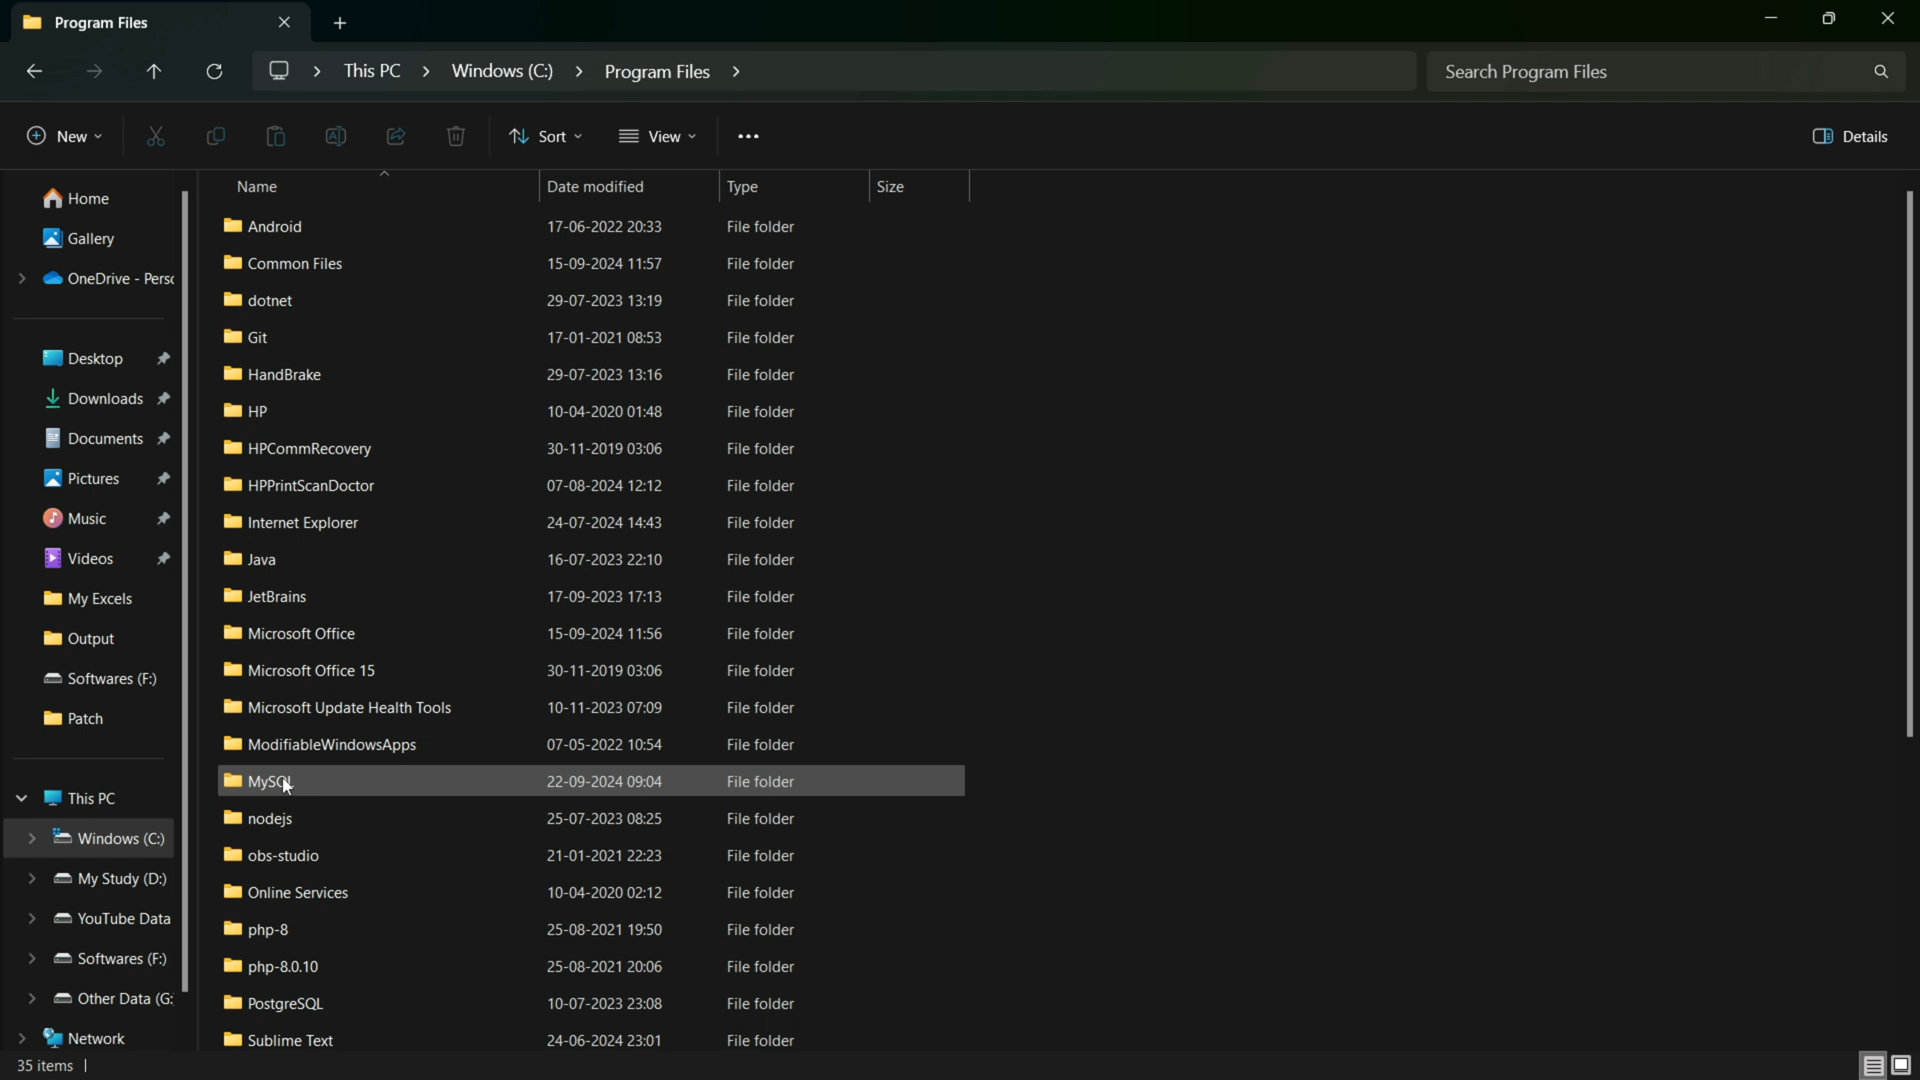 Program Files
This PC Windows (C:) Program Files
Search Program Files
New Sort View Details
Home
Gallery
OneDrive - Perso
Desktop
Downloads
Documents
Pictures
Music
Videos
My Excels
Output
Softwares (F:)
Patch
This PC
Windows (C:)
My Study (D:)
YouTube Data
Softwares (F:)
Other Data (G:
Network
Name Date modified Type Size
Android 17-06-2022 20:33 File folder
Common Files 15-09-2024 11:57 File folder
dotnet 29-07-2023 13:19 File folder
Git 17-01-2021 08:53 File folder
HandBrake 29-07-2023 13:16 File folder
HP 10-04-2020 01:48 File folder
HPCommRecovery 30-11-2019 03:06 File folder
HPPrintScanDoctor 07-08-2024 12:12 File folder
Internet Explorer 24-07-2024 14:43 File folder
Java 16-07-2023 22:10 File folder
JetBrains 17-09-2023 17:13 File folder
Microsoft Office 15-09-2024 11:56 File folder
Microsoft Office 15 30-11-2019 03:06 File folder
Microsoft Update Health Tools 10-11-2023 07:09 File folder
ModifiableWindowsApps 07-05-2022 10:54 File folder
MySQL 22-09-2024 09:04 File folder
nodejs 25-07-2023 08:25 File folder
obs-studio 21-01-2021 22:23 File folder
Online Services 10-04-2020 02:12 File folder
php-8 25-08-2021 19:50 File folder
php-8.0.10 25-08-2021 20:06 File folder
PostgreSQL 10-07-2023 23:08 File folder
Sublime Text 24-06-2024 23:01 File folder
35 items